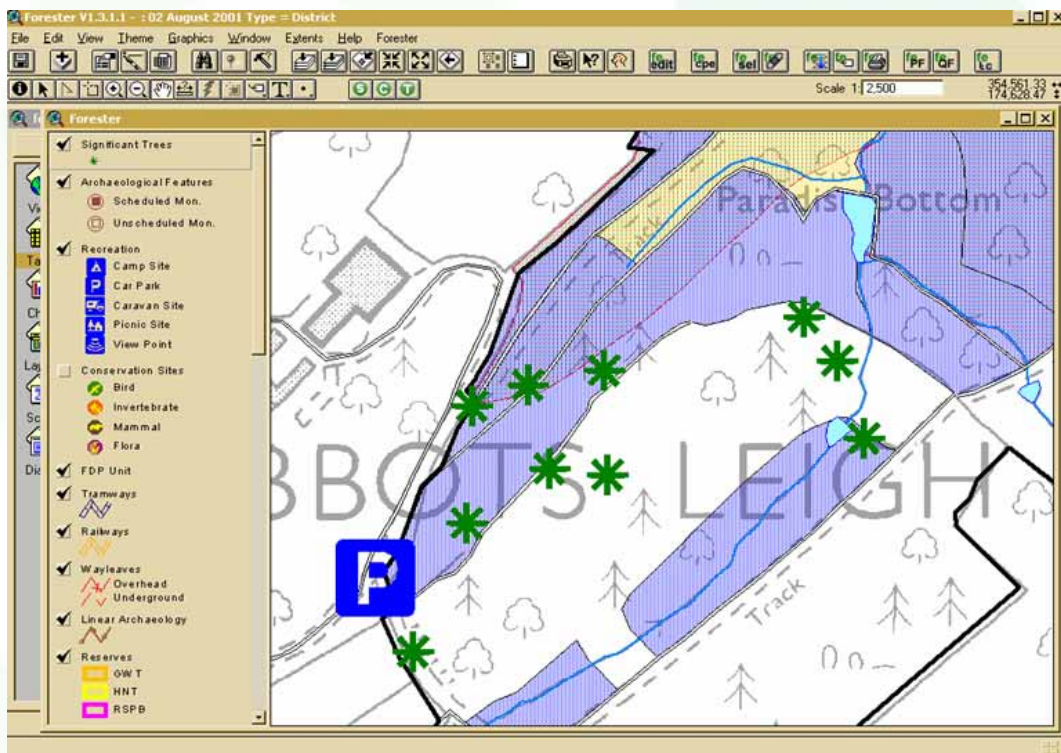 Forester V1.3.1.1 - : 02 August 2001 Type = District
File Edit View Theme Graphics Window Extents Help Forester
edit cpe sel PF QF
S C T
Scale 1: 2,500
354,561.33
174,628.47
Forester
Significant Trees
Archaeological Features
Scheduled Mon.
Unscheduled Mon.
Recreation
Camp Site
P Car Park
Caravan Site
Picnic Site
View Point
Conservation Sites
Bird
Invertebrate
Mammal
Flora
FDP Unit
Tramways
Railways
Wayleaves
Overhead
Underground
Linear Archaeology
Reserves
GWT
HNT
RSPB
Track
Paradise Bottom
BBOTS LEIGH
P
Track